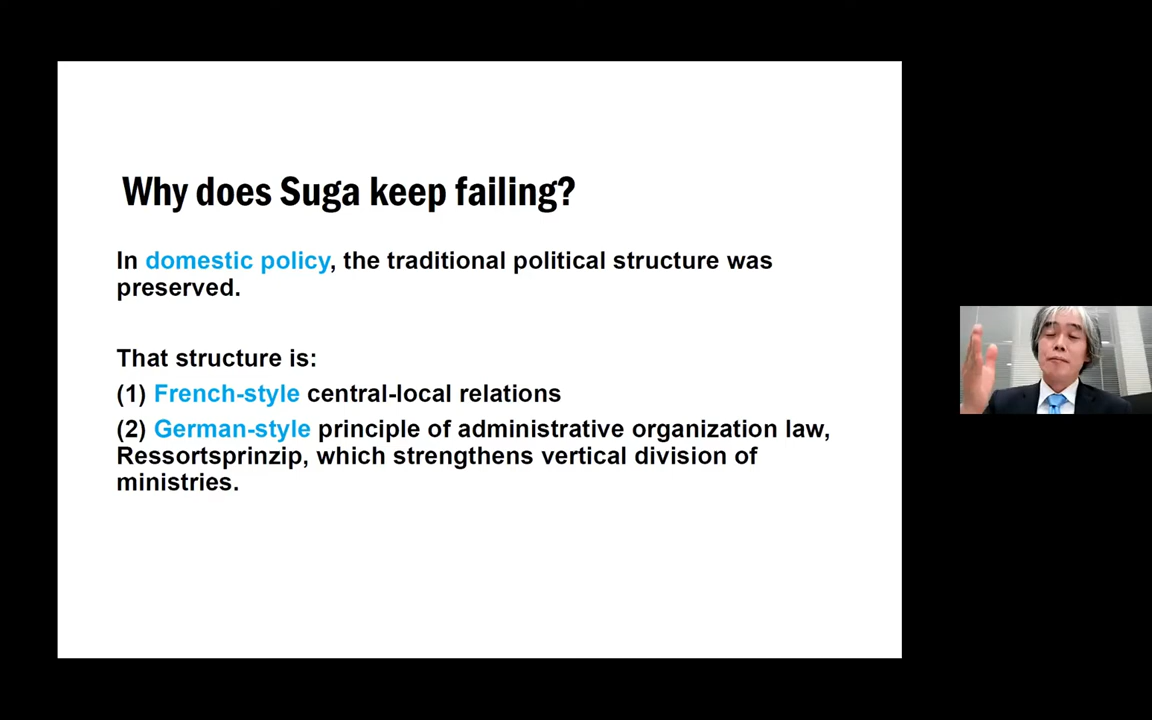 Why does Suga keep failing?
In domestic policy, the traditional political structure was
preserved.
That structure is:
(1) French-style central-local relations
(2) German-style principle of administrative organization law,
Ressortsprinzip, which strengthens vertical division of
ministries.